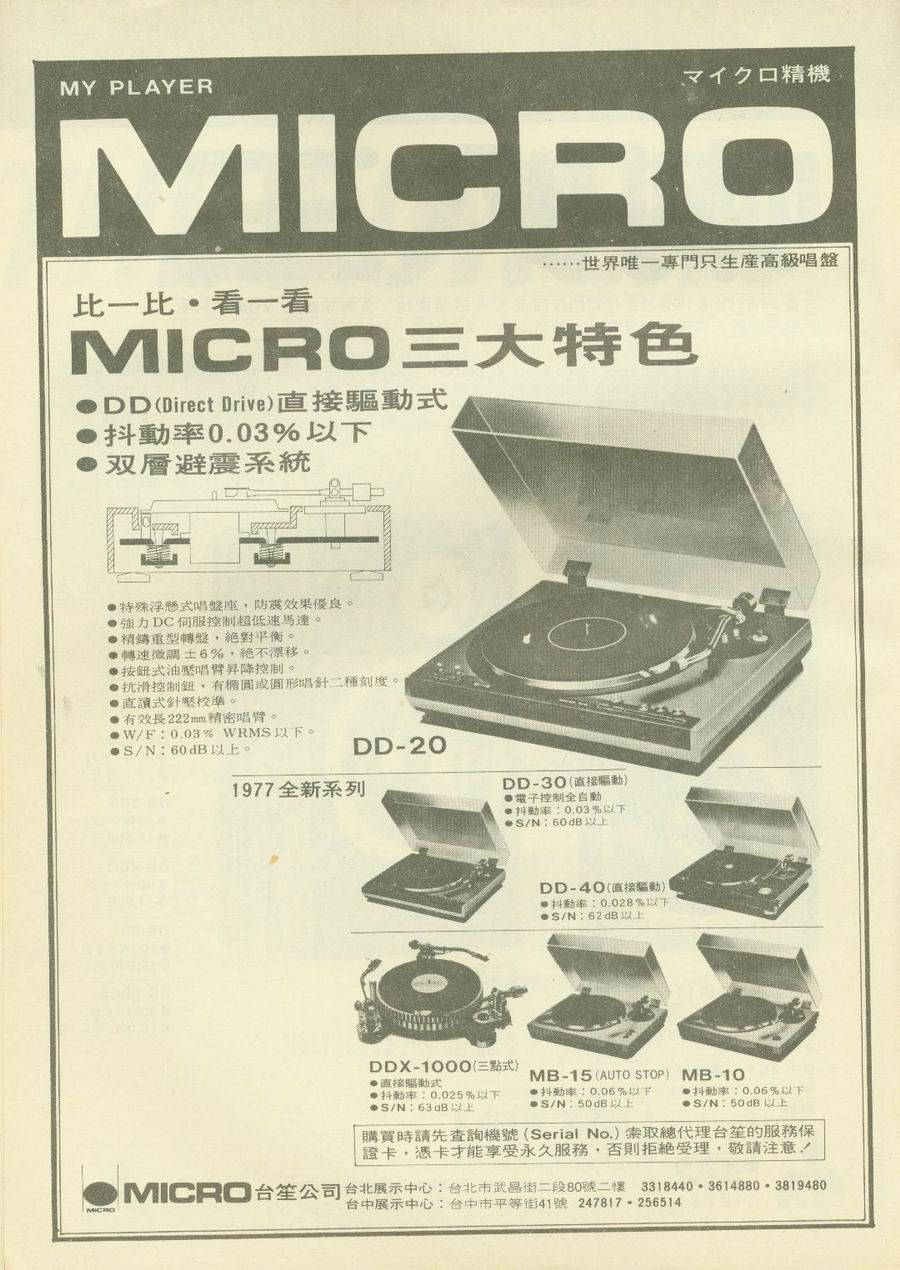 MY PLAYER
マイクロ精機
MICRO
……世界唯一專門只生産高級唱盤
比一比・看一看
MICRO三大特色
●DD(Direct Drive)直接驅動式
●抖動率0.03%以下
●双層避震系統
●特殊浮懸式唱盤座，防震效果優良。
●強力DC伺服控制超低速馬達。
●精鑄重型轉盤，絶對平衡。
●轉速微調±6%，絶不漂移。
●按鈕式油壓唱臂昇降控制。
●抗滑控制鈕，有橢圓或圓形唱針二種刻度。
●直讀式針壓校準。
●有效長222mm精密唱臂。
●W/F：0.03% WRMS以下。
●S/N：60dB以上。
DD-20
1977全新系列
DD-30(直接驅動)
●電子控制全自動
●抖動率：0.03%以下
●S/N：60dB以上
DD-40(直接驅動)
●抖動率：0.028%以下
●S/N：62dB以上
DDX-1000(三點式)
●直接驅動式
●抖動率：0.025%以下
●S/N：63dB以上
MB-15(AUTO STOP)
●抖動率：0.06%以下
●S/N：50dB以上
MB-10
●抖動率：0.06%以下
●S/N：50dB以上
購買時請先查詢機號(Serial No.)索取總代理台笙的服務保
證卡，憑卡才能享受永久服務，否則拒絶受理，敬請注意！
MICRO
MICRO台笙公司
台北展示中心：台北市武昌街二段80號二樓 3318440・3614880・3819480
台中展示中心：台中市平等街41號 247817・256514